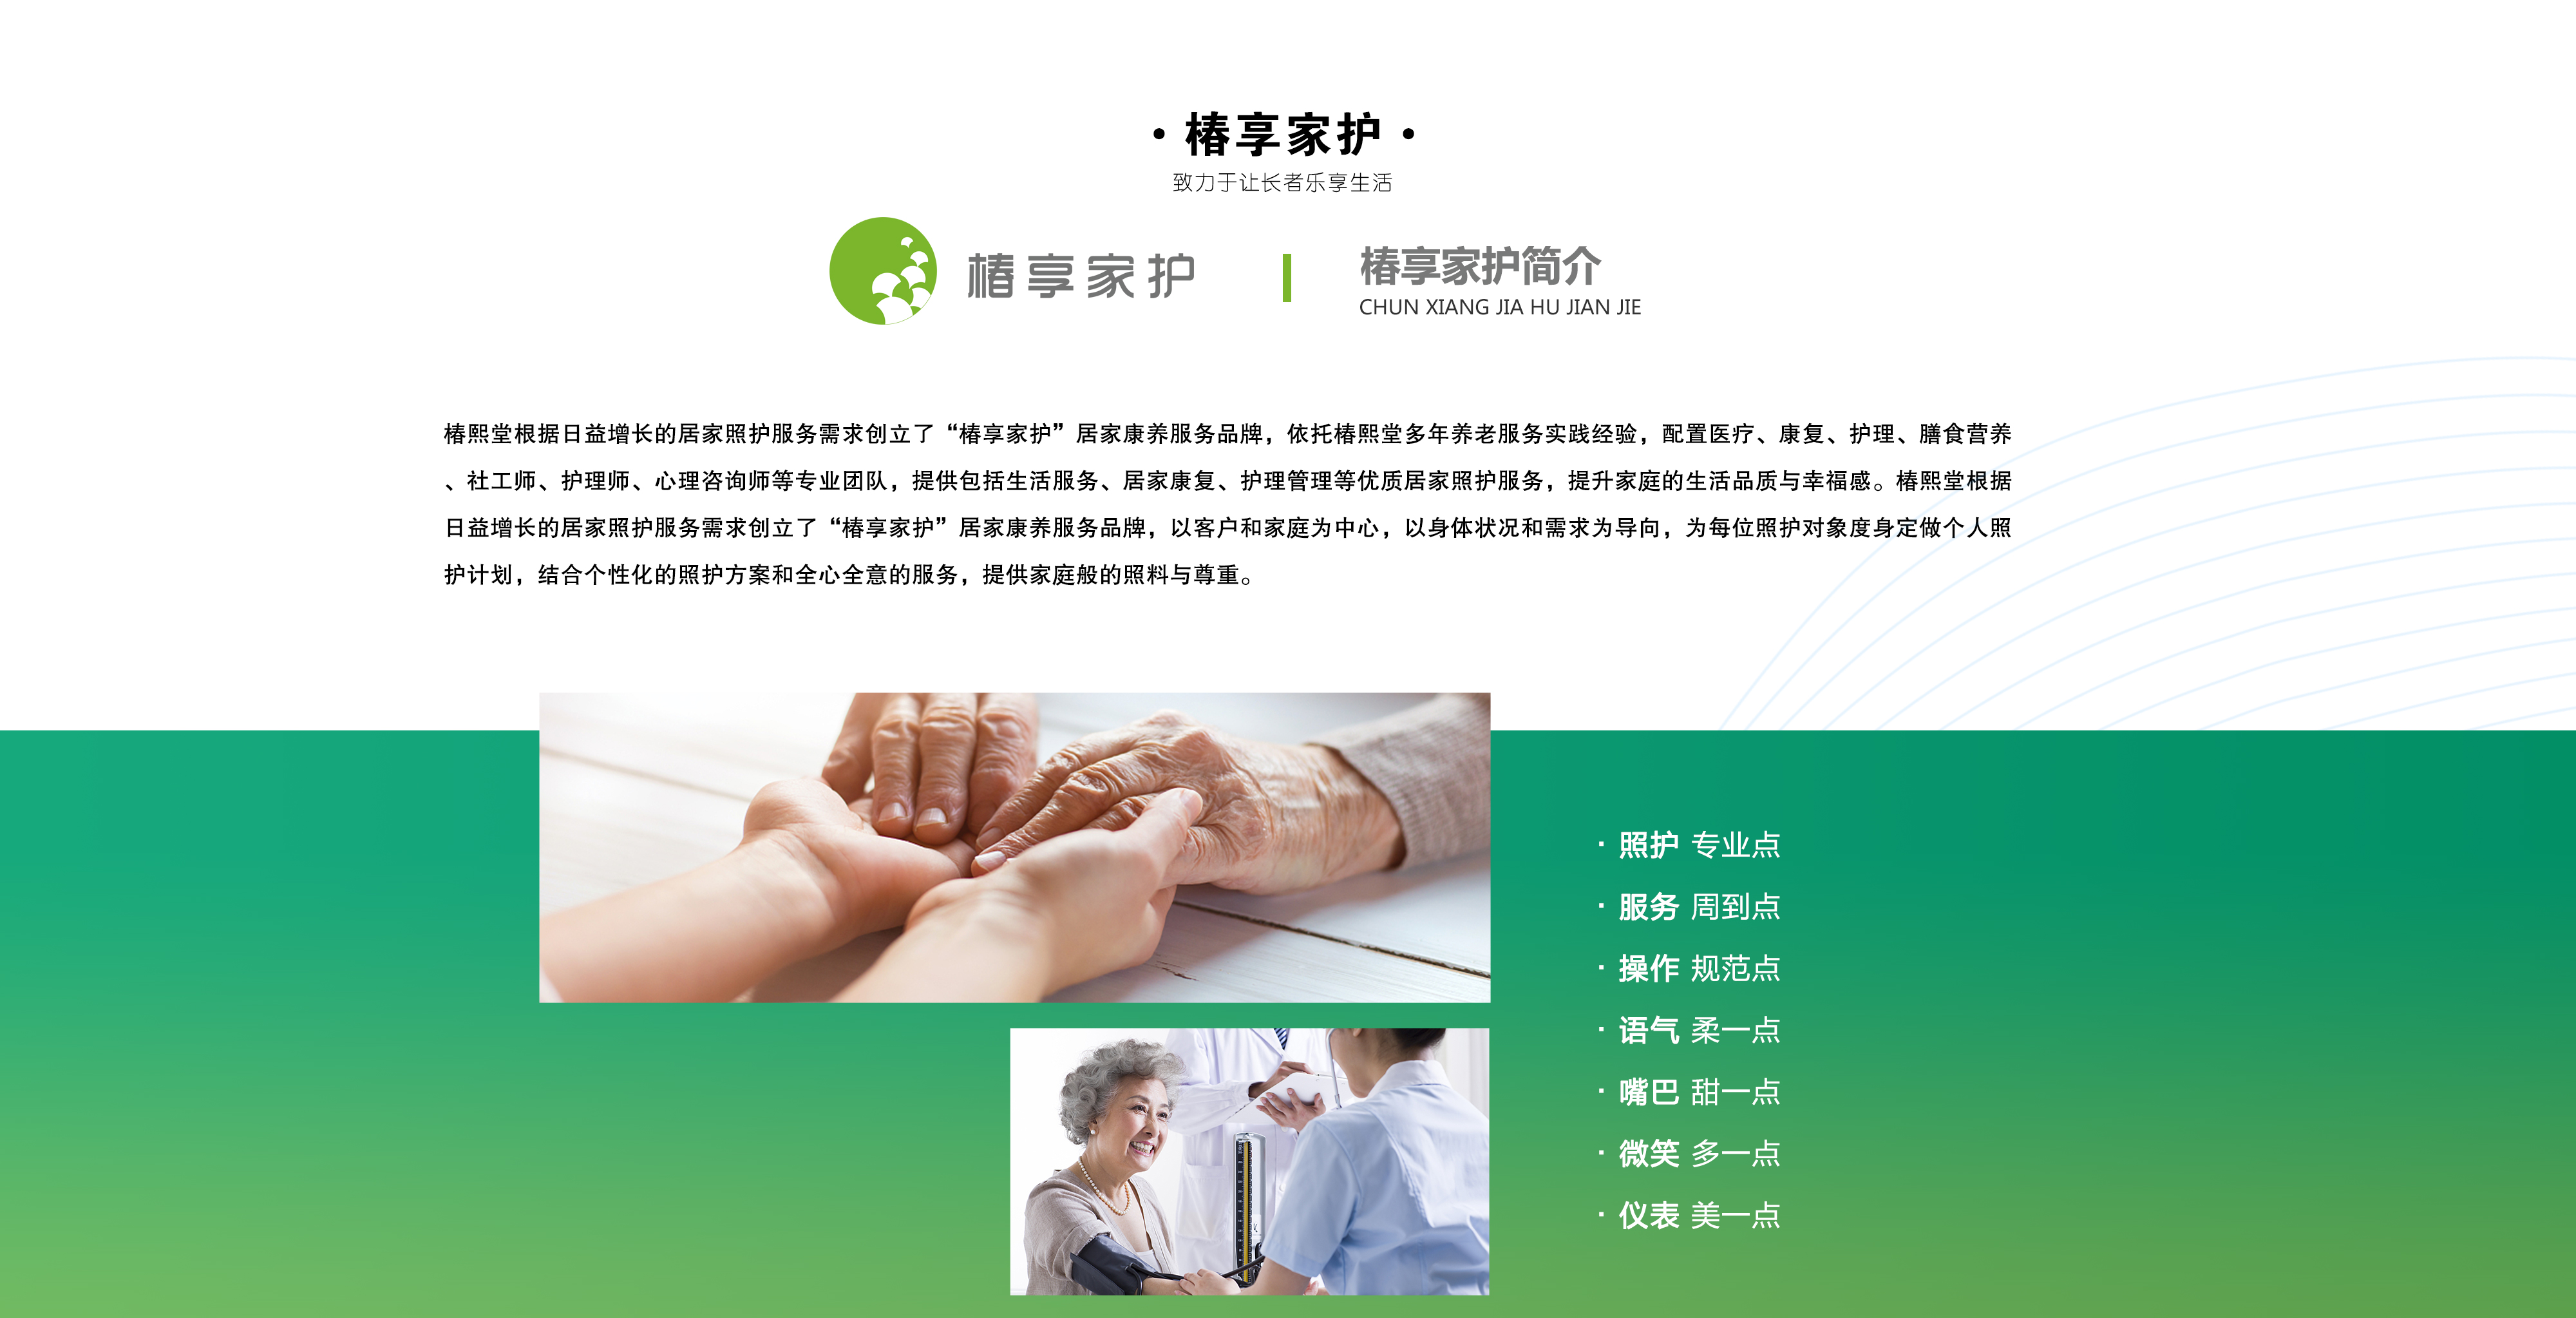 · 椿享家护 ·
致力于让长者乐享生活
椿享家护
椿享家护简介
CHUN XIANG JIA HU JIAN JIE
椿熙堂根据日益增长的居家照护服务需求创立了“椿享家护”居家康养服务品牌，依托椿熙堂多年养老服务实践经验，配置医疗、康复、护理、膳食营养
、社工师、护理师、心理咨询师等专业团队，提供包括生活服务、居家康复、护理管理等优质居家照护服务，提升家庭的生活品质与幸福感。椿熙堂根据
日益增长的居家照护服务需求创立了“椿享家护”居家康养服务品牌，以客户和家庭为中心，以身体状况和需求为导向，为每位照护对象度身定做个人照
护计划，结合个性化的照护方案和全心全意的服务，提供家庭般的照料与尊重。
· 照护 专业点
· 服务 周到点
· 操作 规范点
· 语气 柔一点
· 嘴巴 甜一点
· 微笑 多一点
· 仪表 美一点